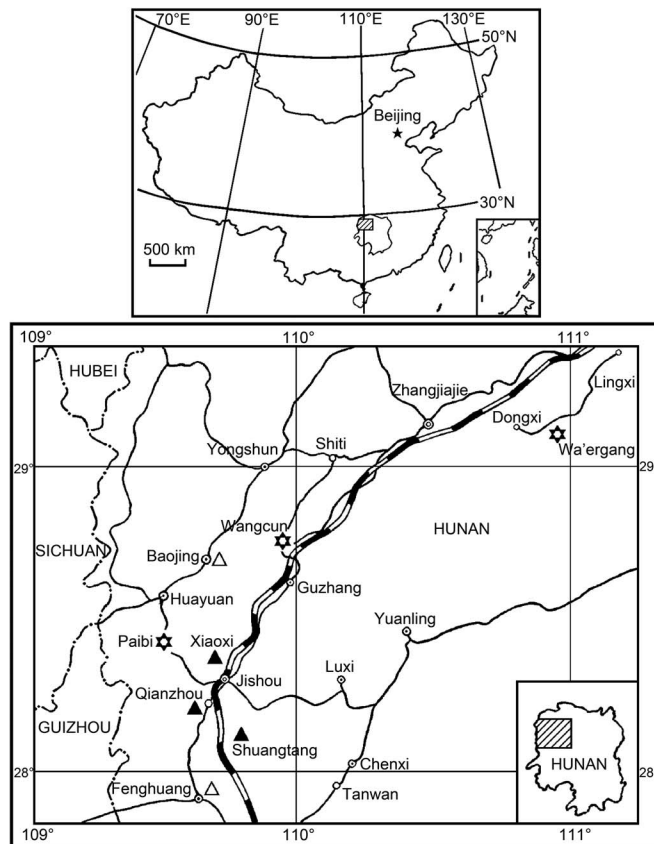 70°E 90°E 110°E 130°E
50°N
Beijing
30°N
500 km
109° 110° 111°
HUBEI
Zhangjiajie
Lingxi
Dongxi
Yongshun
Shiti
Wa'ergang
29° 29
Wangcun
HUNAN
SICHUAN
Baojing
Guzhang
Huayuan
Yuanling
Paibi
Xiaoxi
Jishou
Luxi
Qianzhou
GUIZHOU
Shuangtang
HUNAN
Chenxi
28° 28
Fenghuang
Tanwan
109° 110° 111°